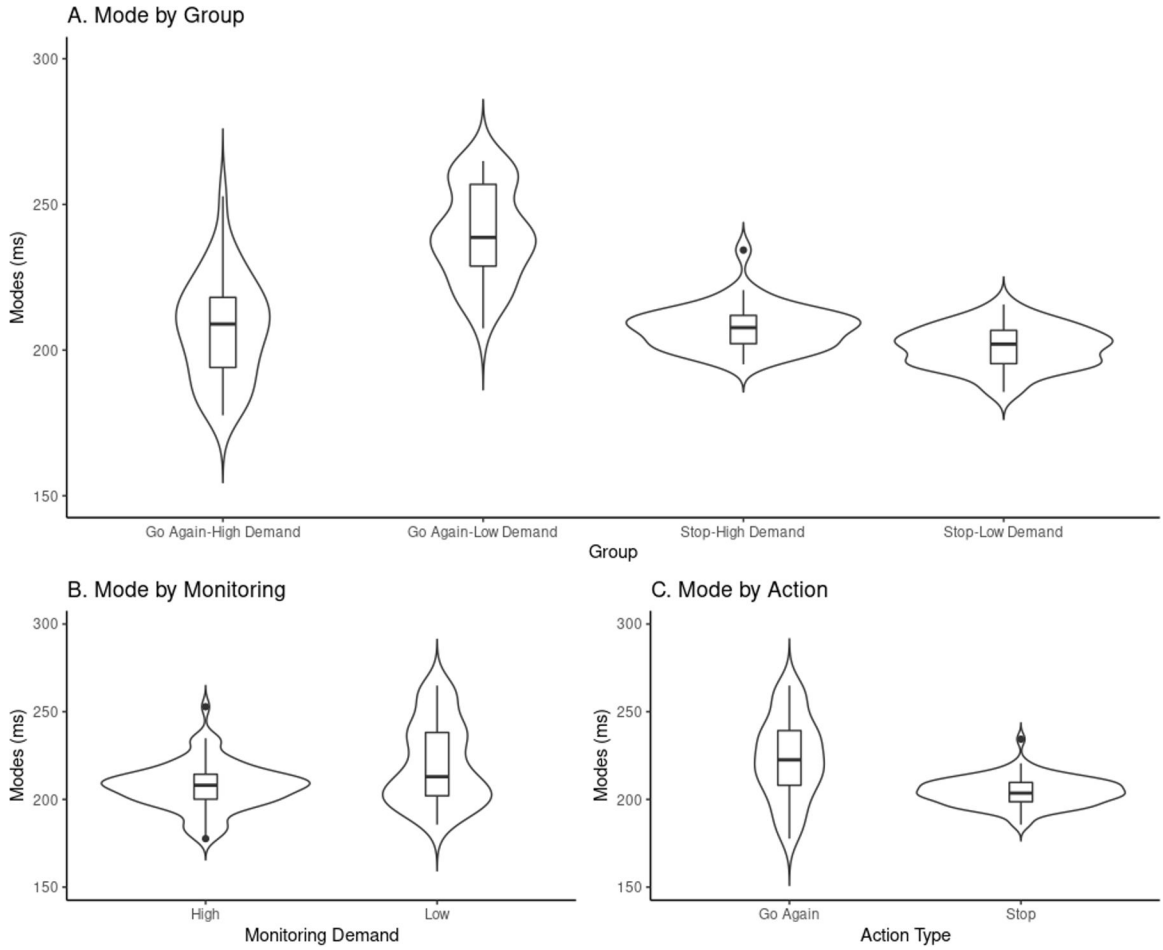 A. Mode by Group
300
250
200
150
Modes (ms)
Go Again-High Demand
Go Again-Low Demand
Stop-High Demand
Stop-Low Demand
Group
B. Mode by Monitoring
300
250
200
150
Modes (ms)
High
Low
Monitoring Demand
C. Mode by Action
300
250
200
150
Modes (ms)
Go Again
Stop
Action Type